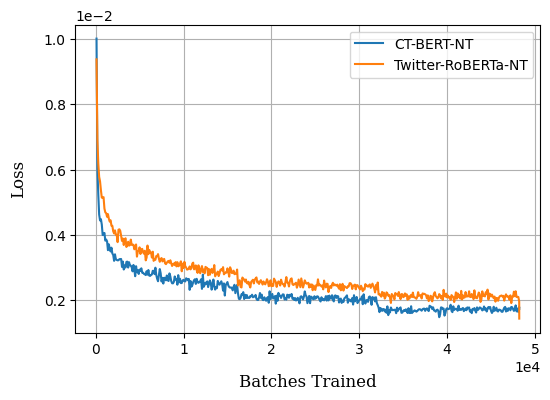 1e−2
CT-BERT-NT
Twitter-RoBERTa-NT
1.0
0.8
0.6
0.4
0.2
Loss
0
1
2
3
4
5
1e4
Batches Trained